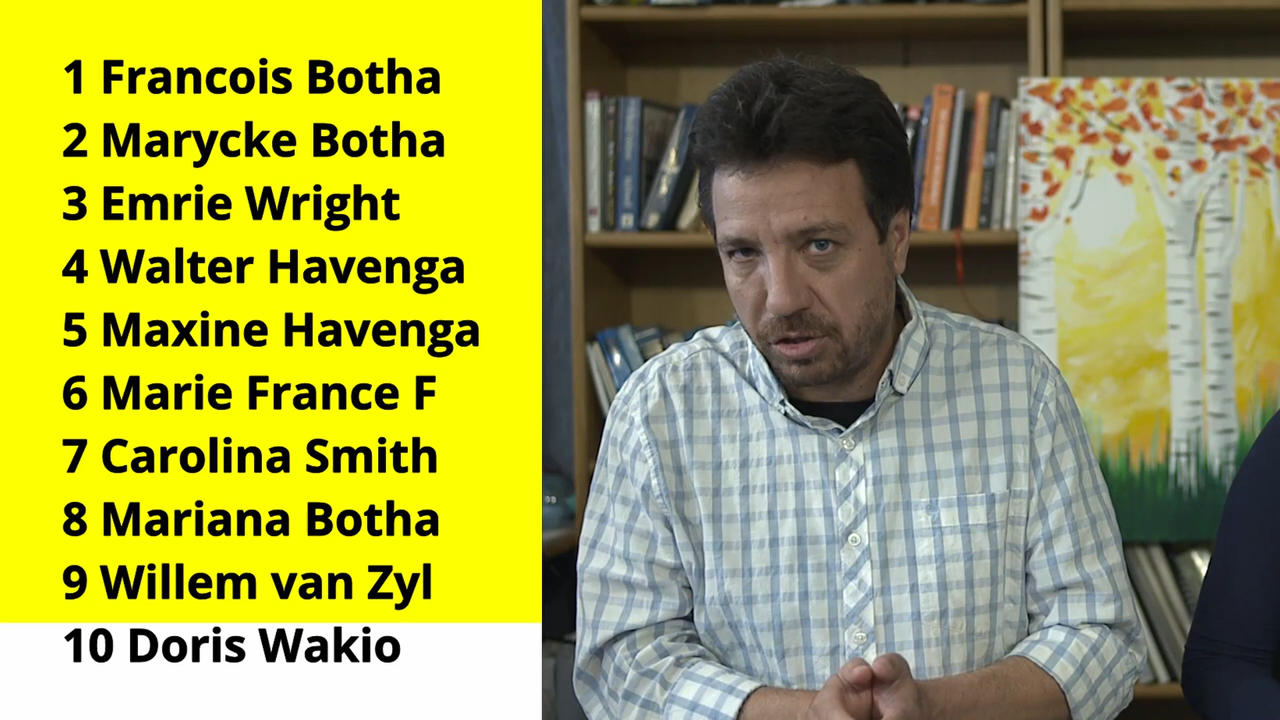 1 Francois Botha
2 Marycke Botha
3 Emrie Wright
4 Walter Havenga
5 Maxine Havenga
6 Marie France F
7 Carolina Smith
8 Mariana Botha
9 Willem van Zyl
10 Doris Wakio